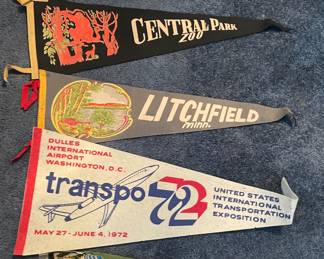 CENTRAL PARK
ZOO
LITCHFIELD
Minn.
DULLES
INTERNATIONAL
AIRPORT
WASHINGTON, D.C.
transpo 72
UNITED STATES
INTERNATIONAL
TRANSPORTATION
EXPOSITION
MAY 27 - JUNE 4, 1972